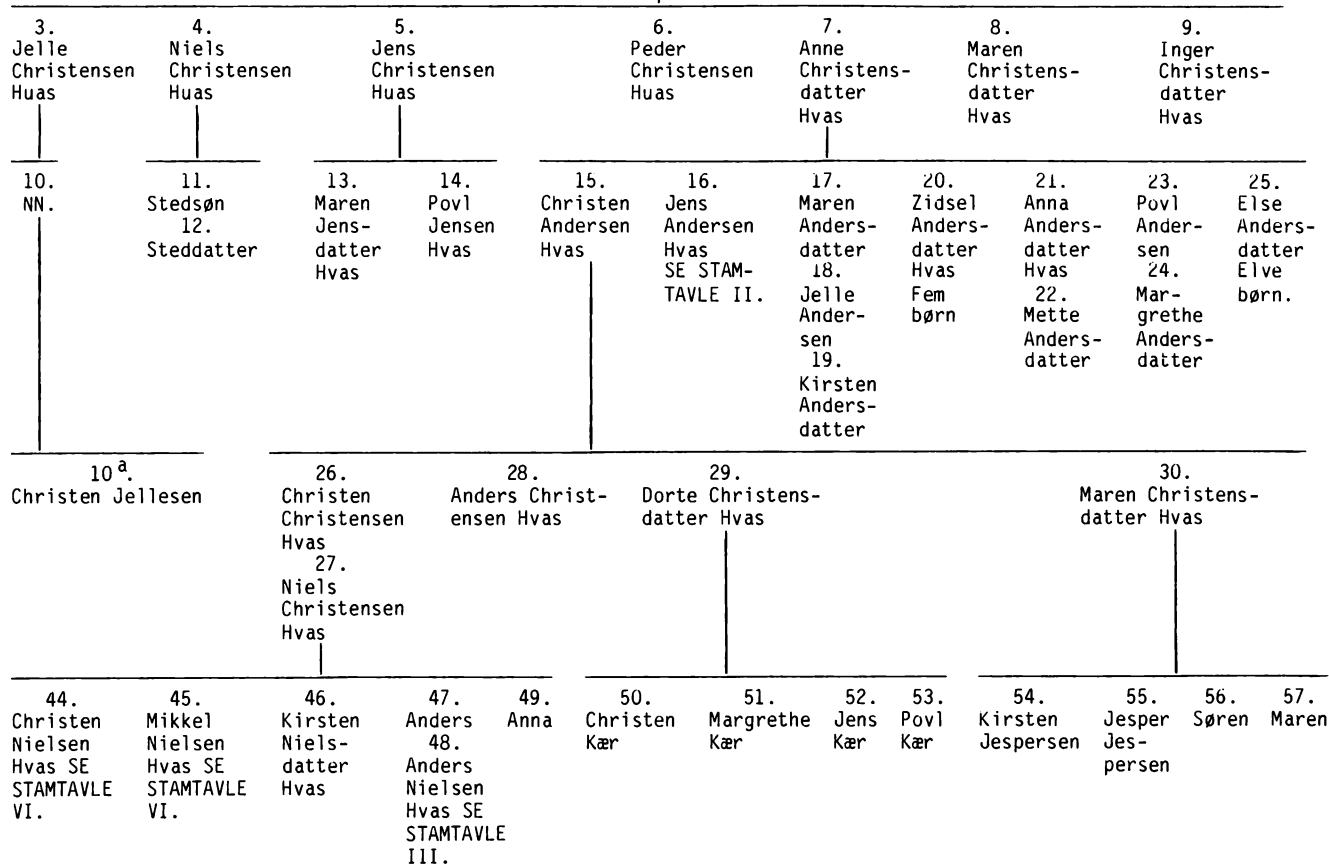 3.
Jelle
Christensen
Huas
4.
Niels
Christensen
Huas
5.
Jens
Christensen
Huas
6.
Peder
Christensen
Huas
7.
Anne
Christens-
datter
Hvas
8.
Maren
Christens-
datter
Hvas
9.
Inger
Christens-
datter
Hvas
10.
NN.
11.
Stedsøn
12.
Steddatter
13.
Maren
Jens-
datter
Hvas
14.
Povl
Jensen
Hvas
15.
Christen
Andersen
Hvas
16.
Jens
Andersen
Hvas
SE STAM-
TAVLE II.
17.
Maren
Anders-
datter
18.
Jelle
Ander-
sen
19.
Kirsten
Anders-
datter
20.
Zidsel
Anders-
datter
Hvas
Fem
børn
21.
Anna
Anders-
datter
Hvas
22.
Mette
Anders-
datter
23.
Povl
Ander-
sen
24.
Mar-
grethe
Anders-
datter
25.
Else
Anders-
datter
Elve
børn.
10a.
Christen Jellesen
26.
Christen
Christensen
Hvas
27.
Niels
Christensen
Hvas
28.
Anders Christ-
ensen Hvas
29.
Dorte Christens-
datter Hvas
30.
Maren Christens-
datter Hvas
44.
Christen
Nielsen
Hvas SE
STAMTAVLE
VI.
45.
Mikkel
Nielsen
Hvas SE
STAMTAVLE
VI.
46.
Kirsten
Niels-
datter
Hvas
47.
Anders
48.
Anders
Nielsen
Hvas SE
STAMTAVLE
III.
49.
Anna
50.
Christen
Kær
51.
Margrethe
Kær
52.
Jens
Kær
53.
Povl
Kær
54.
Kirsten
Jespersen
55.
Jesper
Jes-
persen
56.
Søren
57.
Maren